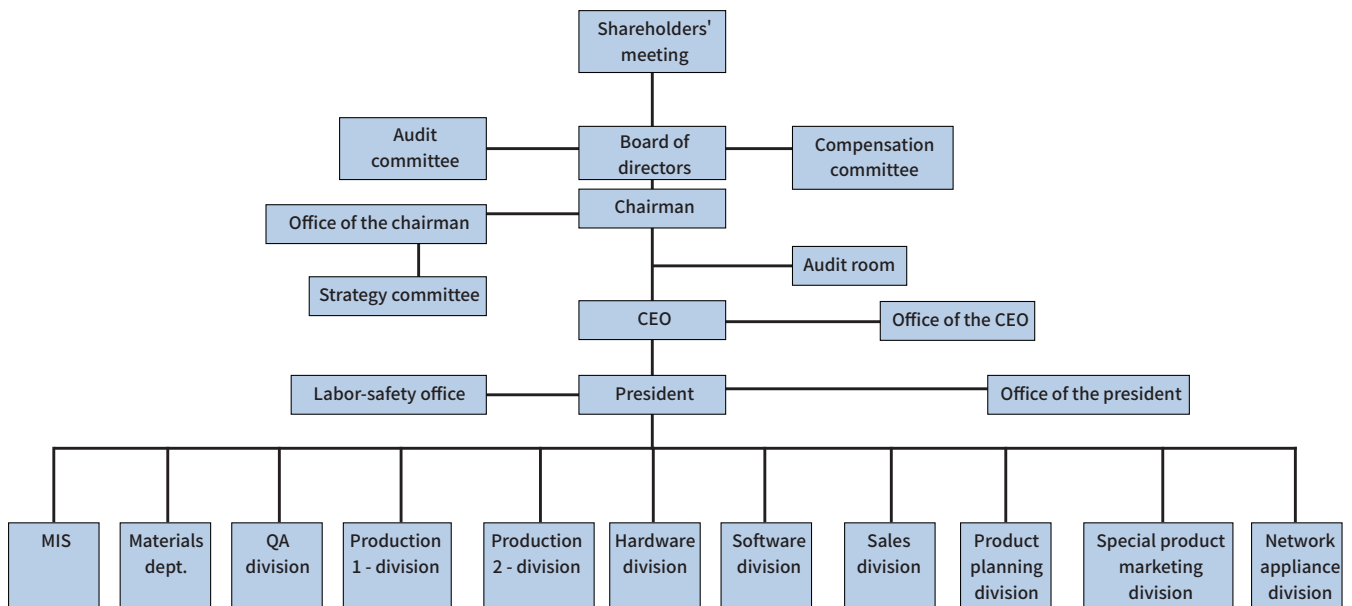 Shareholders'
meeting
Audit
committee
Board of
directors
Compensation
committee
Office of the chairman
Chairman
Strategy committee
Audit room
CEO
Office of the CEO
Labor-safety office
President
Office of the president
MIS
Materials
dept.
QA
division
Production
1 - division
Production
2 - division
Hardware
division
Software
division
Sales
division
Product
planning
division
Special product
marketing
division
Network
appliance
division